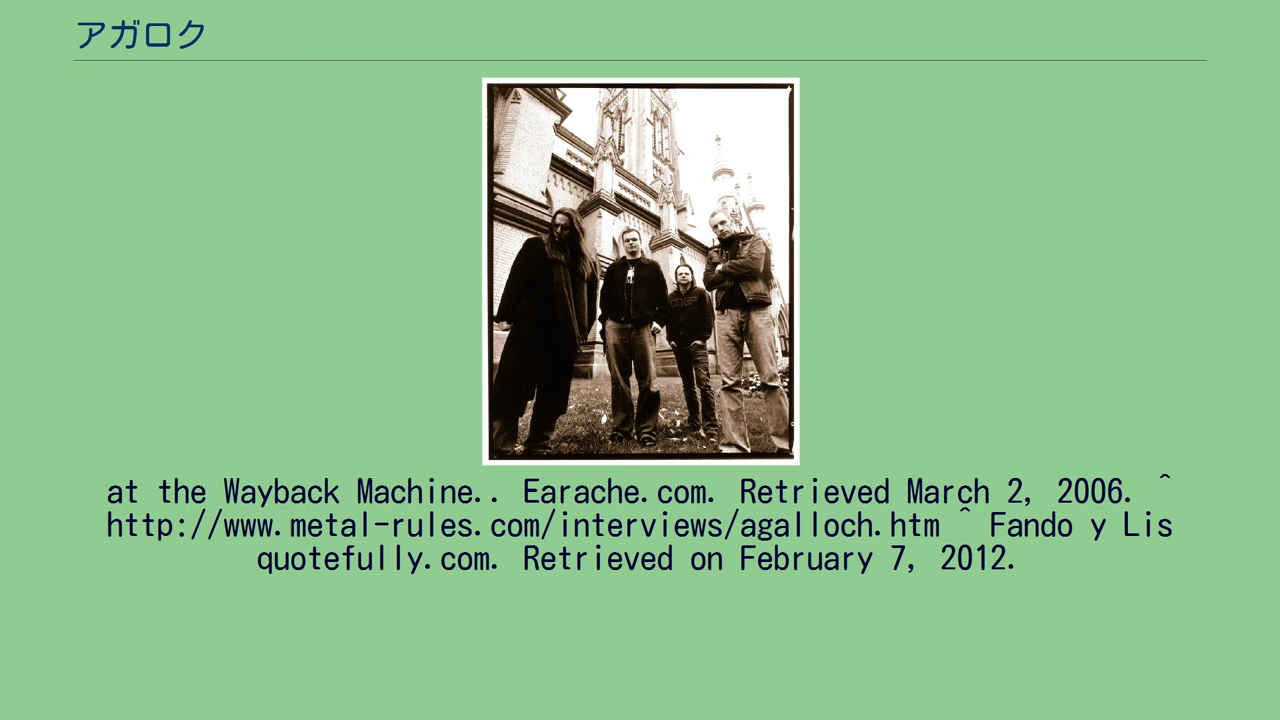 アガロク
at the Wayback Machine.. Earache.com. Retrieved March 2, 2006. ^
http://www.metal-rules.com/interviews/agalloch.htm ^ Fando y Lis
quotefully.com. Retrieved on February 7, 2012.